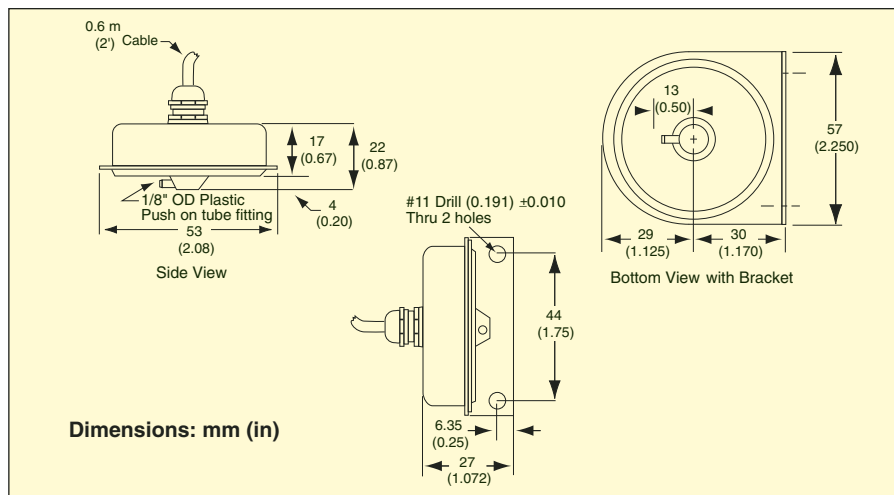 0.6 m
(2') Cable
17
(0.67)
22
(0.87)
1/8" OD Plastic
Push on tube fitting
4
(0.20)
53
(2.08)
Side View
13
(0.50)
57
(2.250)
29
(1.125)
30
(1.170)
Bottom View with Bracket
#11 Drill (0.191) ±0.010
Thru 2 holes
44
(1.75)
6.35
(0.25)
27
(1.072)
Dimensions: mm (in)